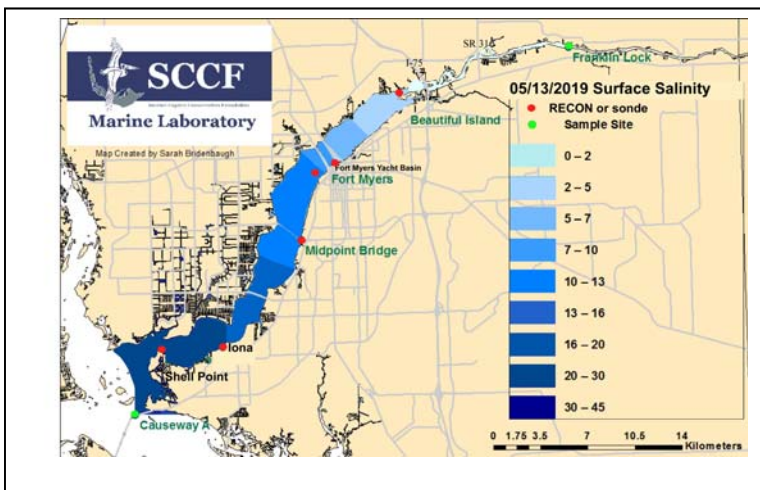 SCCF
Marine Laboratory
Map Created by Sarah Bridenbaugh
SR 31
I-75
Franklin Lock
Beautiful Island
Fort Myers Yacht Basin
Fort Myers
Midpoint Bridge
Iona
Shell Point
Causeway A
05/13/2019 Surface Salinity
RECON or sonde
Sample Site
0 – 2
2 – 5
5 – 7
7 – 10
10 – 13
13 – 16
16 – 20
20 – 30
30 – 45
0 1.75 3.5 7 10.5 14
Kilometers